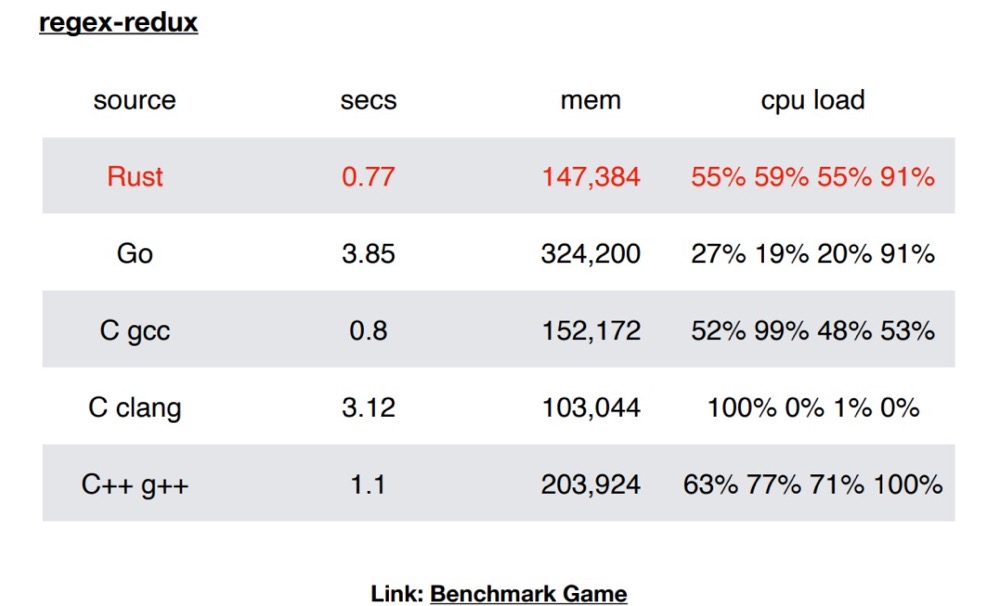 regex-redux
source secs mem cpu load
Rust 0.77 147,384 55% 59% 55% 91%
Go 3.85 324,200 27% 19% 20% 91%
C gcc 0.8 152,172 52% 99% 48% 53%
C clang 3.12 103,044 100% 0% 1% 0%
C++ g++ 1.1 203,924 63% 77% 71% 100%
Link: Benchmark Game